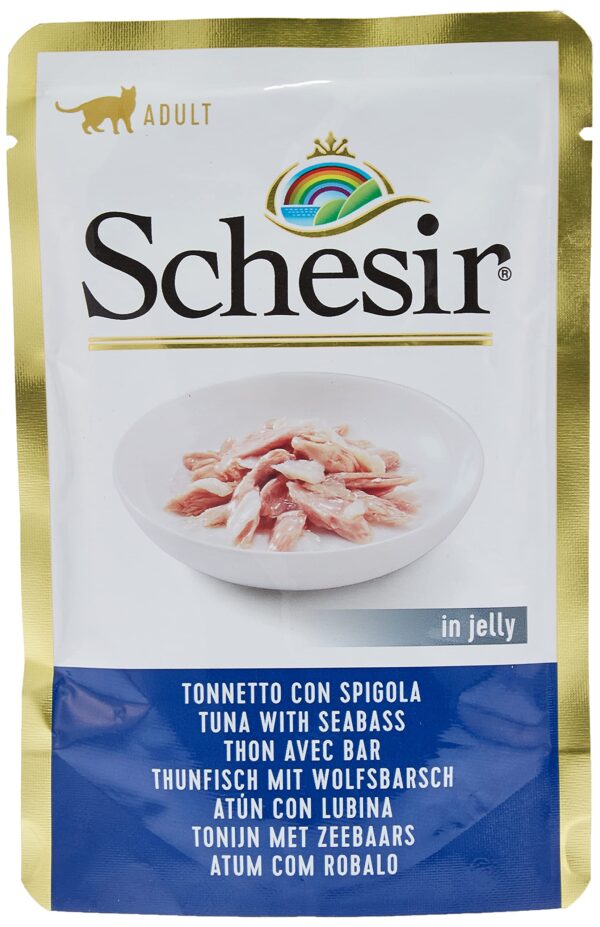 ADULT
Schesir®
in jelly
TONNETTO CON SPIGOLA
TUNA WITH SEABASS
THON AVEC BAR
THUNFISCH MIT WOLFSBARSCH
ATÚN CON LUBINA
TONIJN MET ZEEBAARS
ATUM COM ROBALO